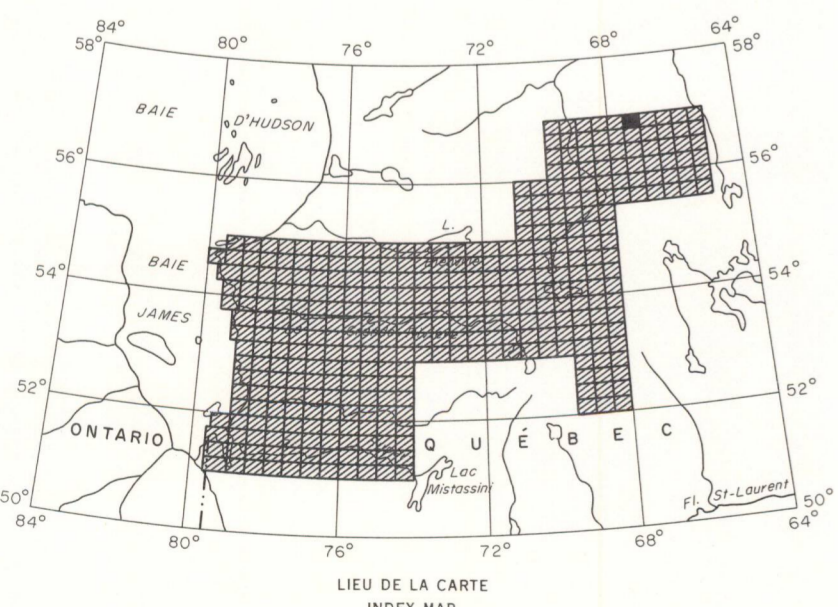 84°
80°
76°
72°
68°
64°
58°
58°
BAIE
D'HUDSON
56°
56°
L.
54°
BAIE
54°
JAMES
52°
52°
ONTARIO
QUÉBEC
Lac
Mistassini
Fl. St-Laurent
50°
50°
84°
64°
80°
76°
72°
68°
LIEU DE LA CARTE
INDEX MAP